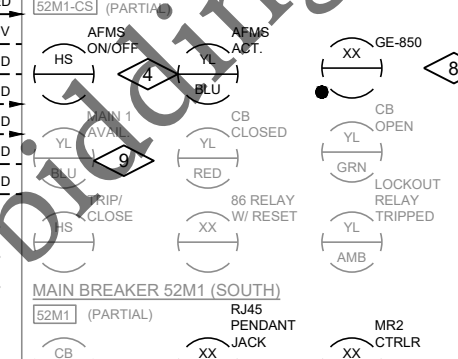 52M1-CS (PARTIAL)
V
D
D
D
D
D
AFMS
ON/OFF
HS
4
AFMS
ACT.
YL
BLU
GE-850
XX
8
MAIN 1
AVAIL.
YL
BLU
9
CB
CLOSED
YL
RED
CB
OPEN
YL
GRN
TRIP/
CLOSE
HS
86 RELAY
W/ RESET
XX
LOCKOUT
RELAY
TRIPPED
YL
AMB
MAIN BREAKER 52M1 (SOUTH)
52M1 (PARTIAL)
CB
RJ45
PENDANT
JACK
XX
MR2
CTRLR
XX
bidding